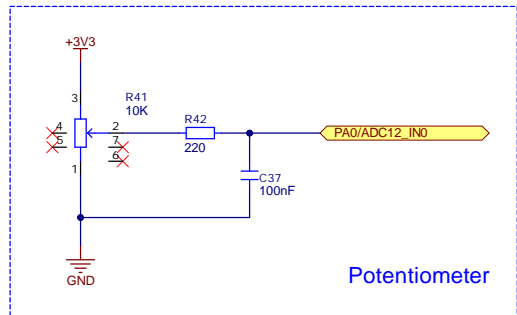 +3V3
3
R41
10K
R42
4
2
PA0/ADC12_IN0
5
7
220
6
1
C37
100nF
GND
Potentiometer